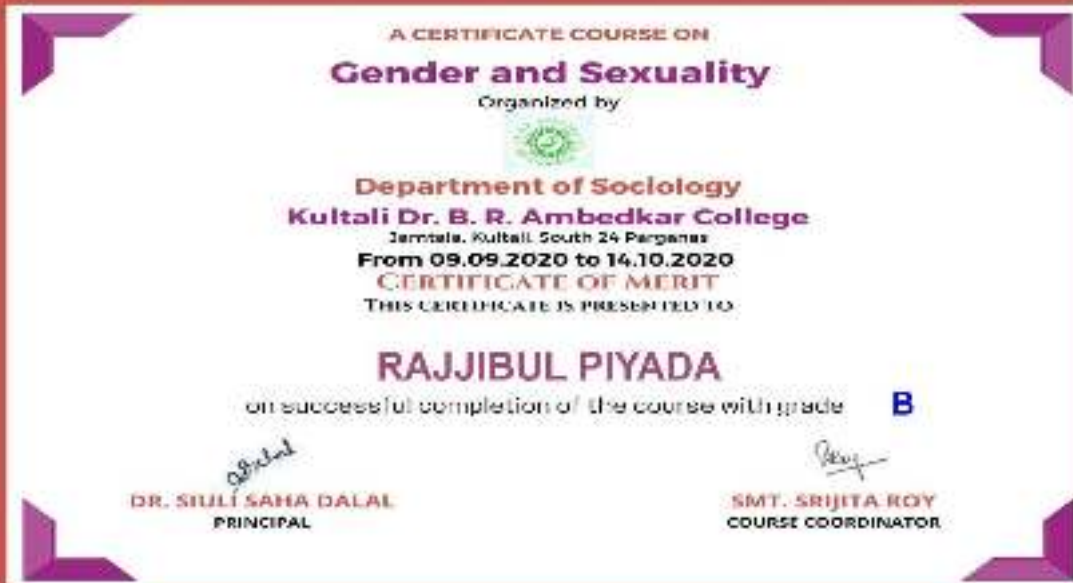 A CERTIFICATE COURSE ON
Gender and Sexuality
Organized by
Department of Sociology
Kultali Dr. B. R. Ambedkar College
Jamtala, Kultali, South 24 Parganas
From 09.09.2020 to 14.10.2020
CERTIFICATE OF MERIT
THIS CERTIFICATE IS PRESENTED TO
RAJJIBUL PIYADA
on successful completion of the course with grade B
DR. SIULI SAHA DALAL
SMT. SRIJITA ROY
PRINCIPAL
COURSE COORDINATOR